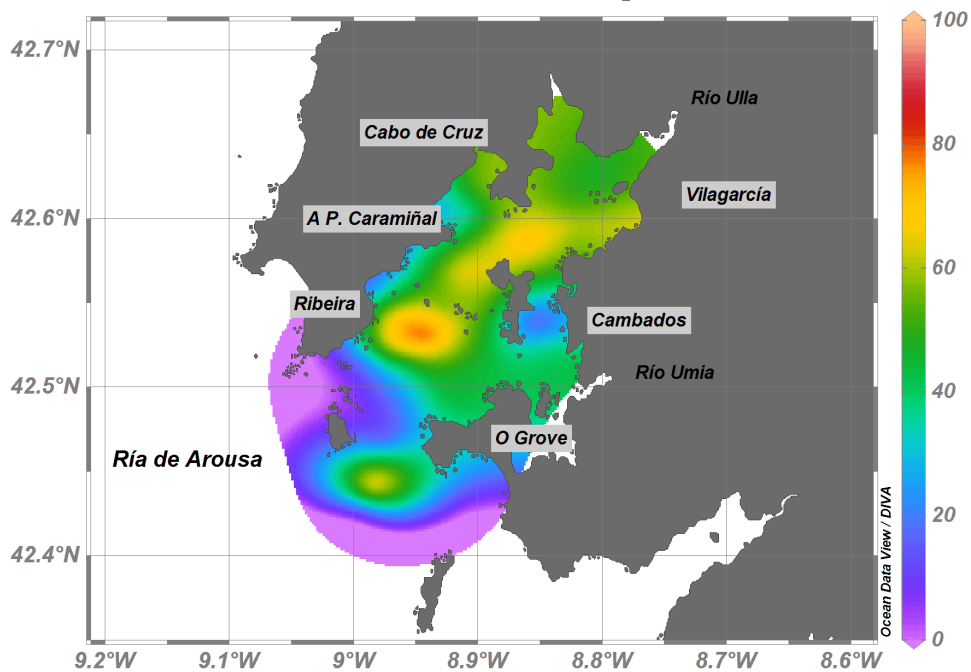 100
42.7°N
Río Ulla
Cabo de Cruz
80
Vilagarcía
42.6°N
A P. Caramiñal
60
Ribeira
Cambados
Río Umia
42.5°N
40
O Grove
Ría de Arousa
20
42.4°N
Ocean Data View / DIVA
0
9.2°W
9.1°W
9°W
8.9°W
8.8°W
8.7°W
8.6°W